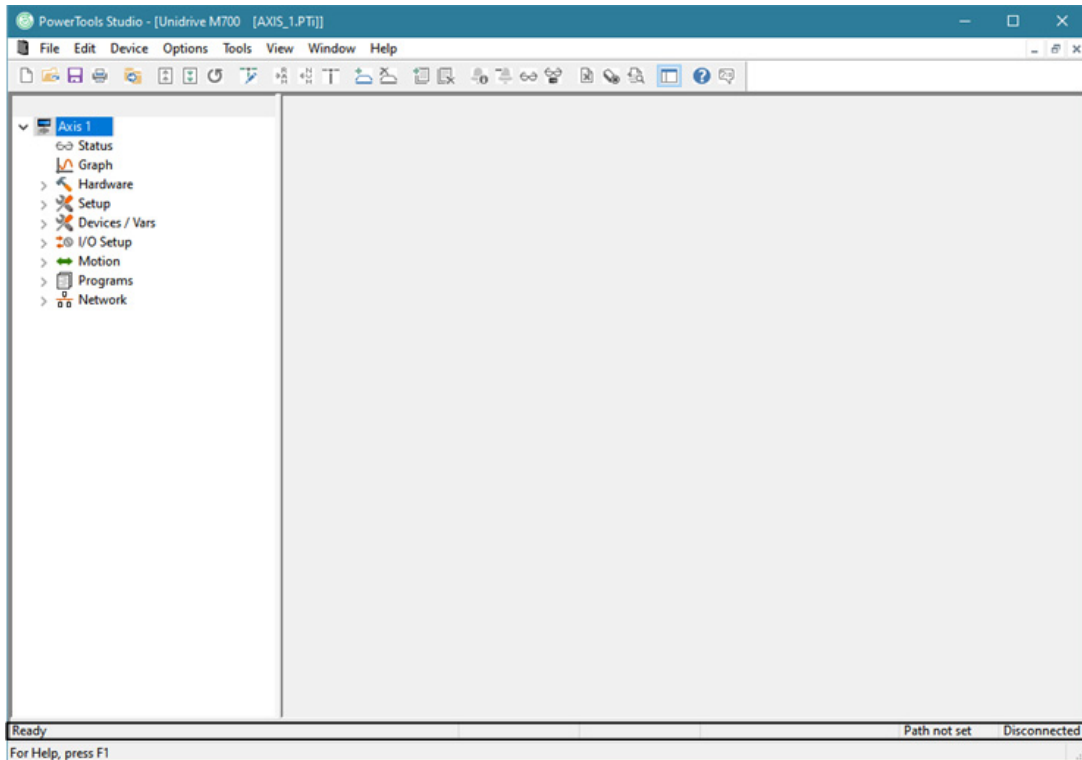 PowerTools Studio - [Unidrive M700 [AXIS_1.PTi]]
File Edit Device Options Tools View Window Help
Axis 1
Status
Graph
Hardware
Setup
Devices / Vars
I/O Setup
Motion
Programs
Network
Ready Path not set Disconnected
For Help, press F1